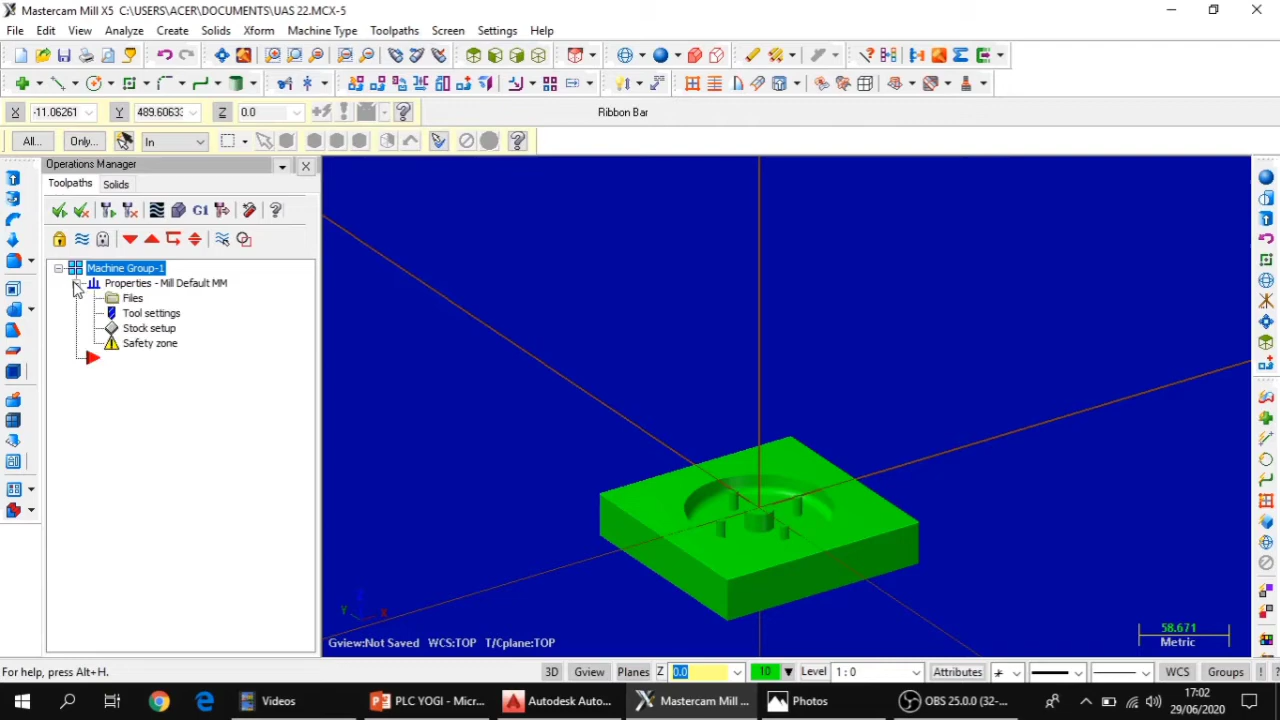 Mastercam Mill X5 C:\USERS\ACER\DOCUMENTS\UAS 22.MCX-5
File Edit View Analyze Create Solids Xform Machine Type Toolpaths Screen Settings Help
X -11.06261 Y 489.60633 Z 0.0 Ribbon Bar
All... Only... In
Operations Manager
Toolpaths Solids
G1
Machine Group-1
Properties - Mill Default MM
Files
Tool settings
Stock setup
Safety zone
Z
Y X
Gview:Not Saved WCS:TOP T/Cplane:TOP
58.671
Metric
For help, press Alt+H.
3D Gview Planes Z 0.0 10 Level 1 : 0 Attributes WCS Groups ! ?
Videos PLC YOGI - Micr... Autodesk Auto... Mastercam Mill ... Photos OBS 25.0.0 (32-...
17:02
29/06/2020